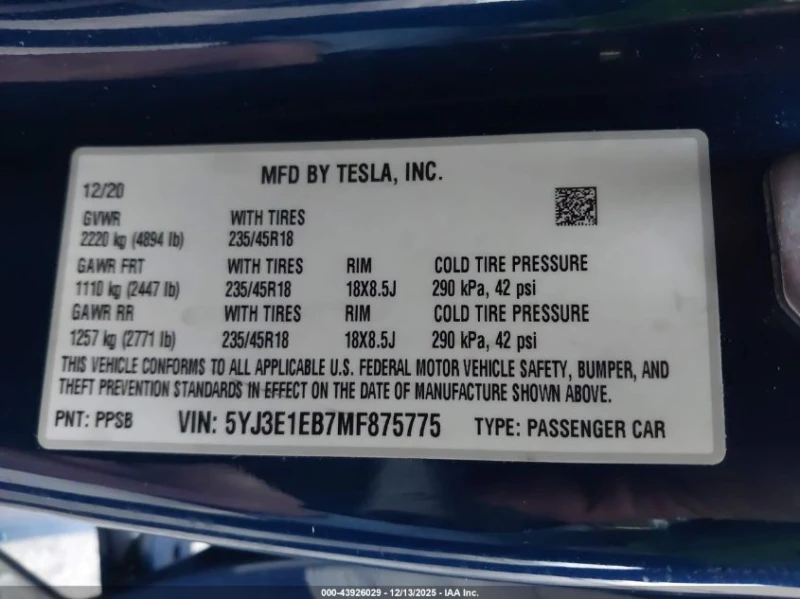 MFD BY TESLA, INC.
12/20
GVWR WITH TIRES
2220 kg (4894 lb) 235/45R18
GAWR FRT WITH TIRES RIM COLD TIRE PRESSURE
1110 kg (2447 lb) 235/45R18 18X8.5J 290 kPa, 42 psi
GAWR RR WITH TIRES RIM COLD TIRE PRESSURE
1257 kg (2771 lb) 235/45R18 18X8.5J 290 kPa, 42 psi
THIS VEHICLE CONFORMS TO ALL APPLICABLE U.S. FEDERAL MOTOR VEHICLE SAFETY, BUMPER, AND
THEFT PREVENTION STANDARDS IN EFFECT ON THE DATE OF MANUFACTURE SHOWN ABOVE.
PNT: PPSB VIN: 5YJ3E1EB7MF875775 TYPE: PASSENGER CAR
000-43926029 - 12/13/2025 - IAA Inc.